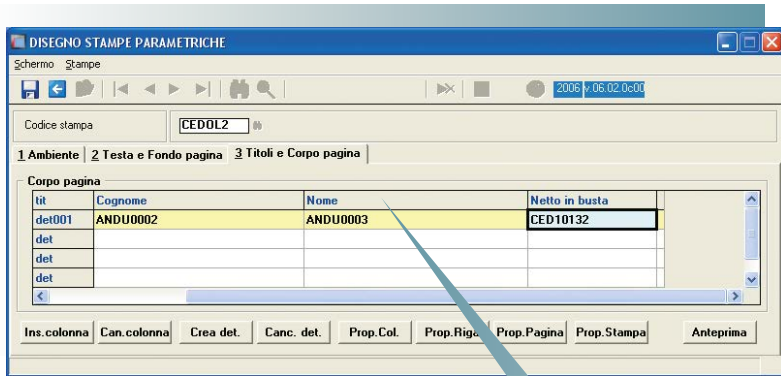 DISEGNO STAMPE PARAMETRICHE
Schermo Stampe
2006 v.06.02.0c00
Codice stampa CEDOL2
1 Ambiente 2 Testa e Fondo pagina 3 Titoli e Corpo pagina
Corpo pagina
tit Cognome Nome Netto in busta
det001 ANDU0002 ANDU0003 CED10132
det
det
det
Ins.colonna Can.colonna Crea det. Canc. det. Prop.Col. Prop.Riga Prop.Pagina Prop.Stampa Anteprima